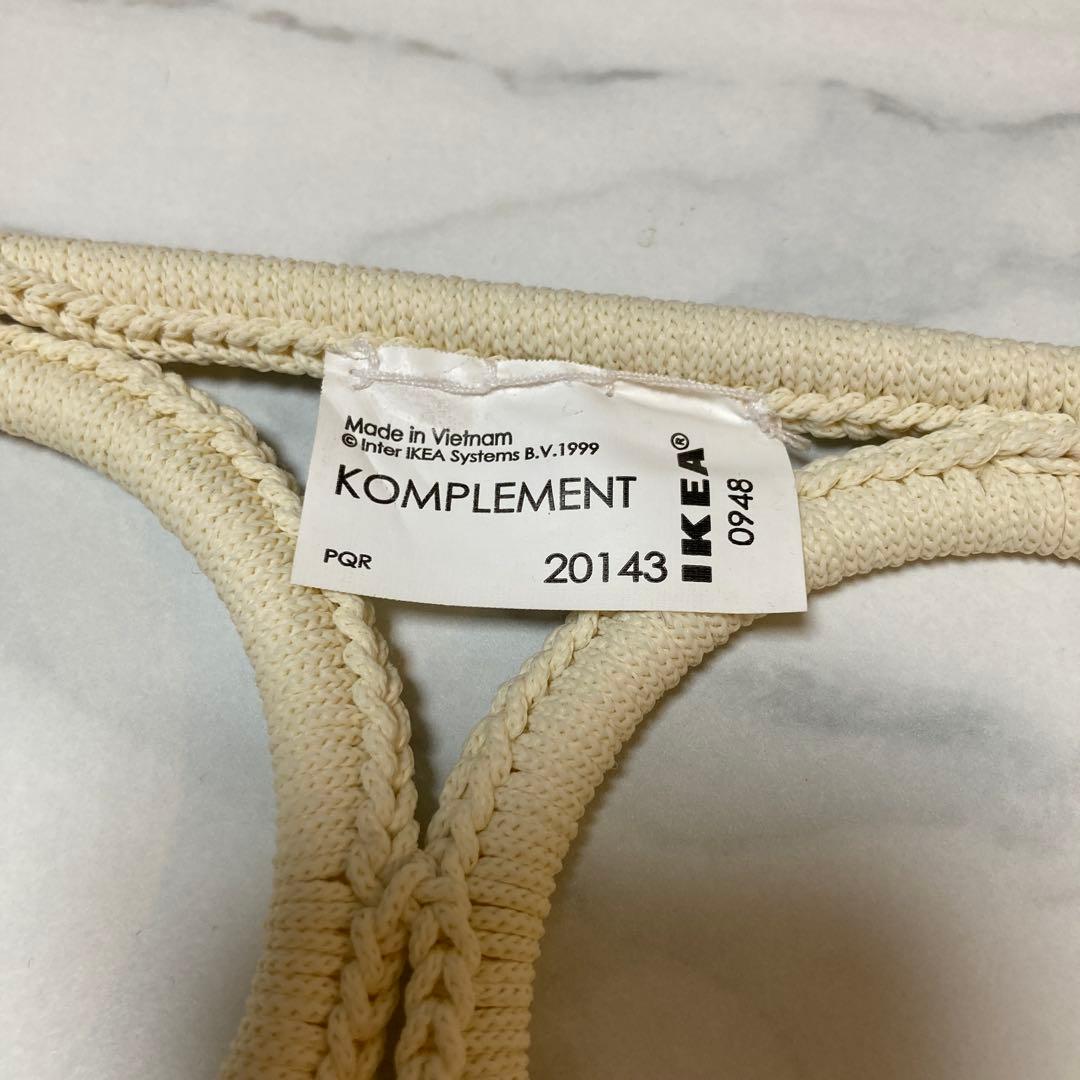 Made in Vietnam
© Inter IKEA Systems B.V.1999
KOMPLEMENT
PQR
20143
IKEA®
0948